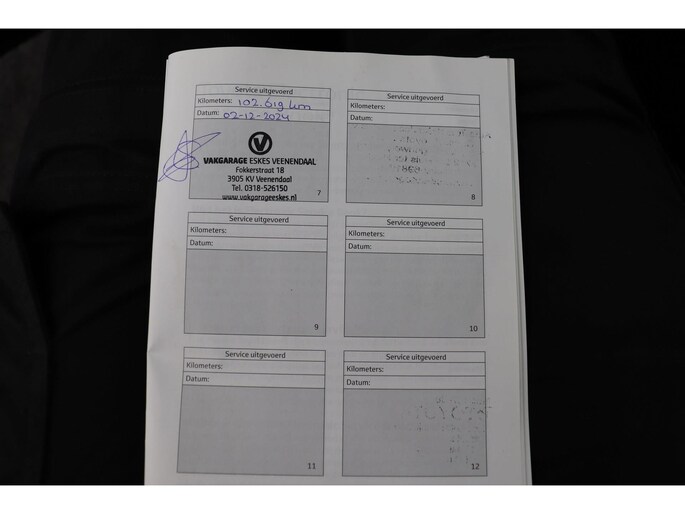 Service uitgevoerd
Kilometers: 102.619 km
Datum: 02-12-2024
VAKGARAGE ESKES VEENENDAAL
Fokkerstraat 18
3905 KV Veenendaal
Tel. 0318-526150
www.vakgarageeskes.nl
7
Service uitgevoerd
Kilometers:
Datum:
8
Service uitgevoerd
Kilometers:
Datum:
9
Service uitgevoerd
Kilometers:
Datum:
10
Service uitgevoerd
Kilometers:
Datum:
11
Service uitgevoerd
Kilometers:
Datum:
12